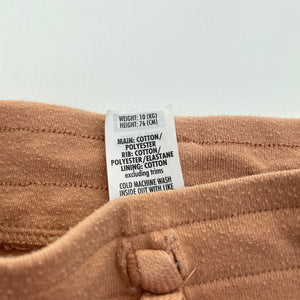 WEIGHT: 10 (KG)
HEIGHT: 76 (CM)
MAIN: COTTON/
POLYESTER
RIB: COTTON/
POLYESTER/ELASTANE
LINING: COTTON
excluding trims
COLD MACHINE WASH
INSIDE OUT WITH LIKE